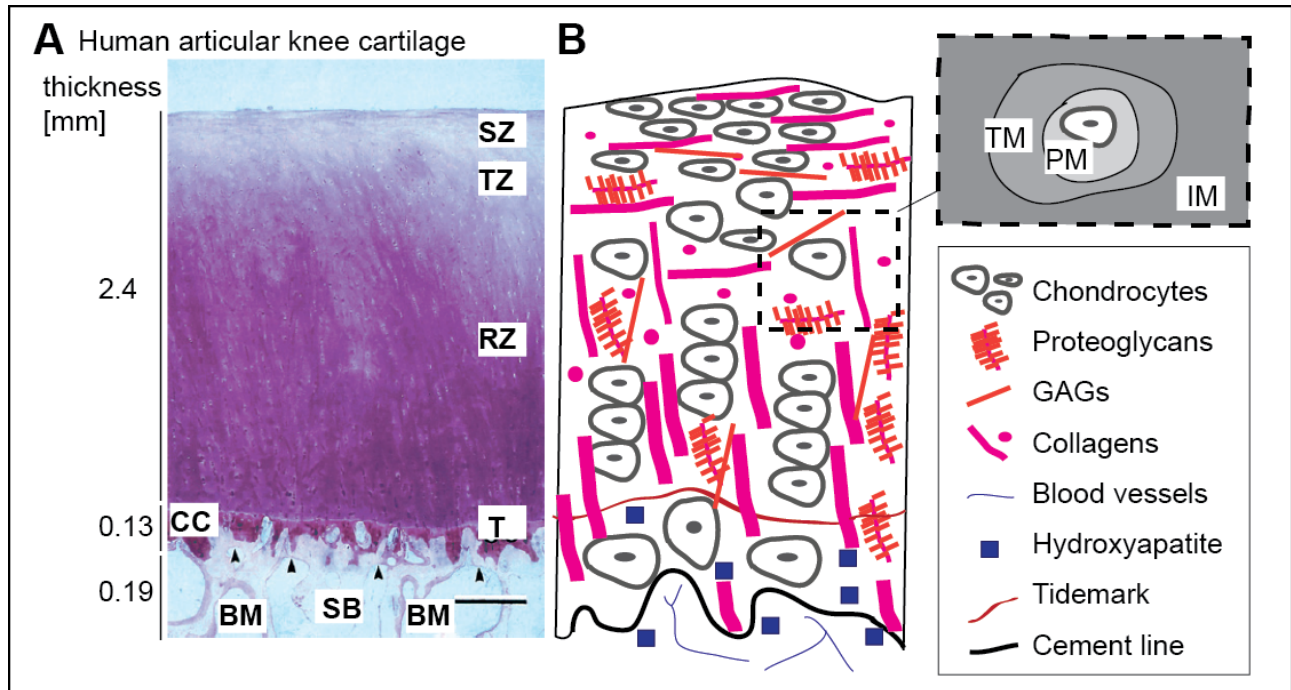 A Human articular knee cartilage
thickness
[mm]
2.4
0.13
0.19
SZ
TZ
RZ
CC
T
BM
SB
BM
B
TM
PM
IM
Chondrocytes
Proteoglycans
GAGs
Collagens
Blood vessels
Hydroxyapatite
Tidemark
Cement line